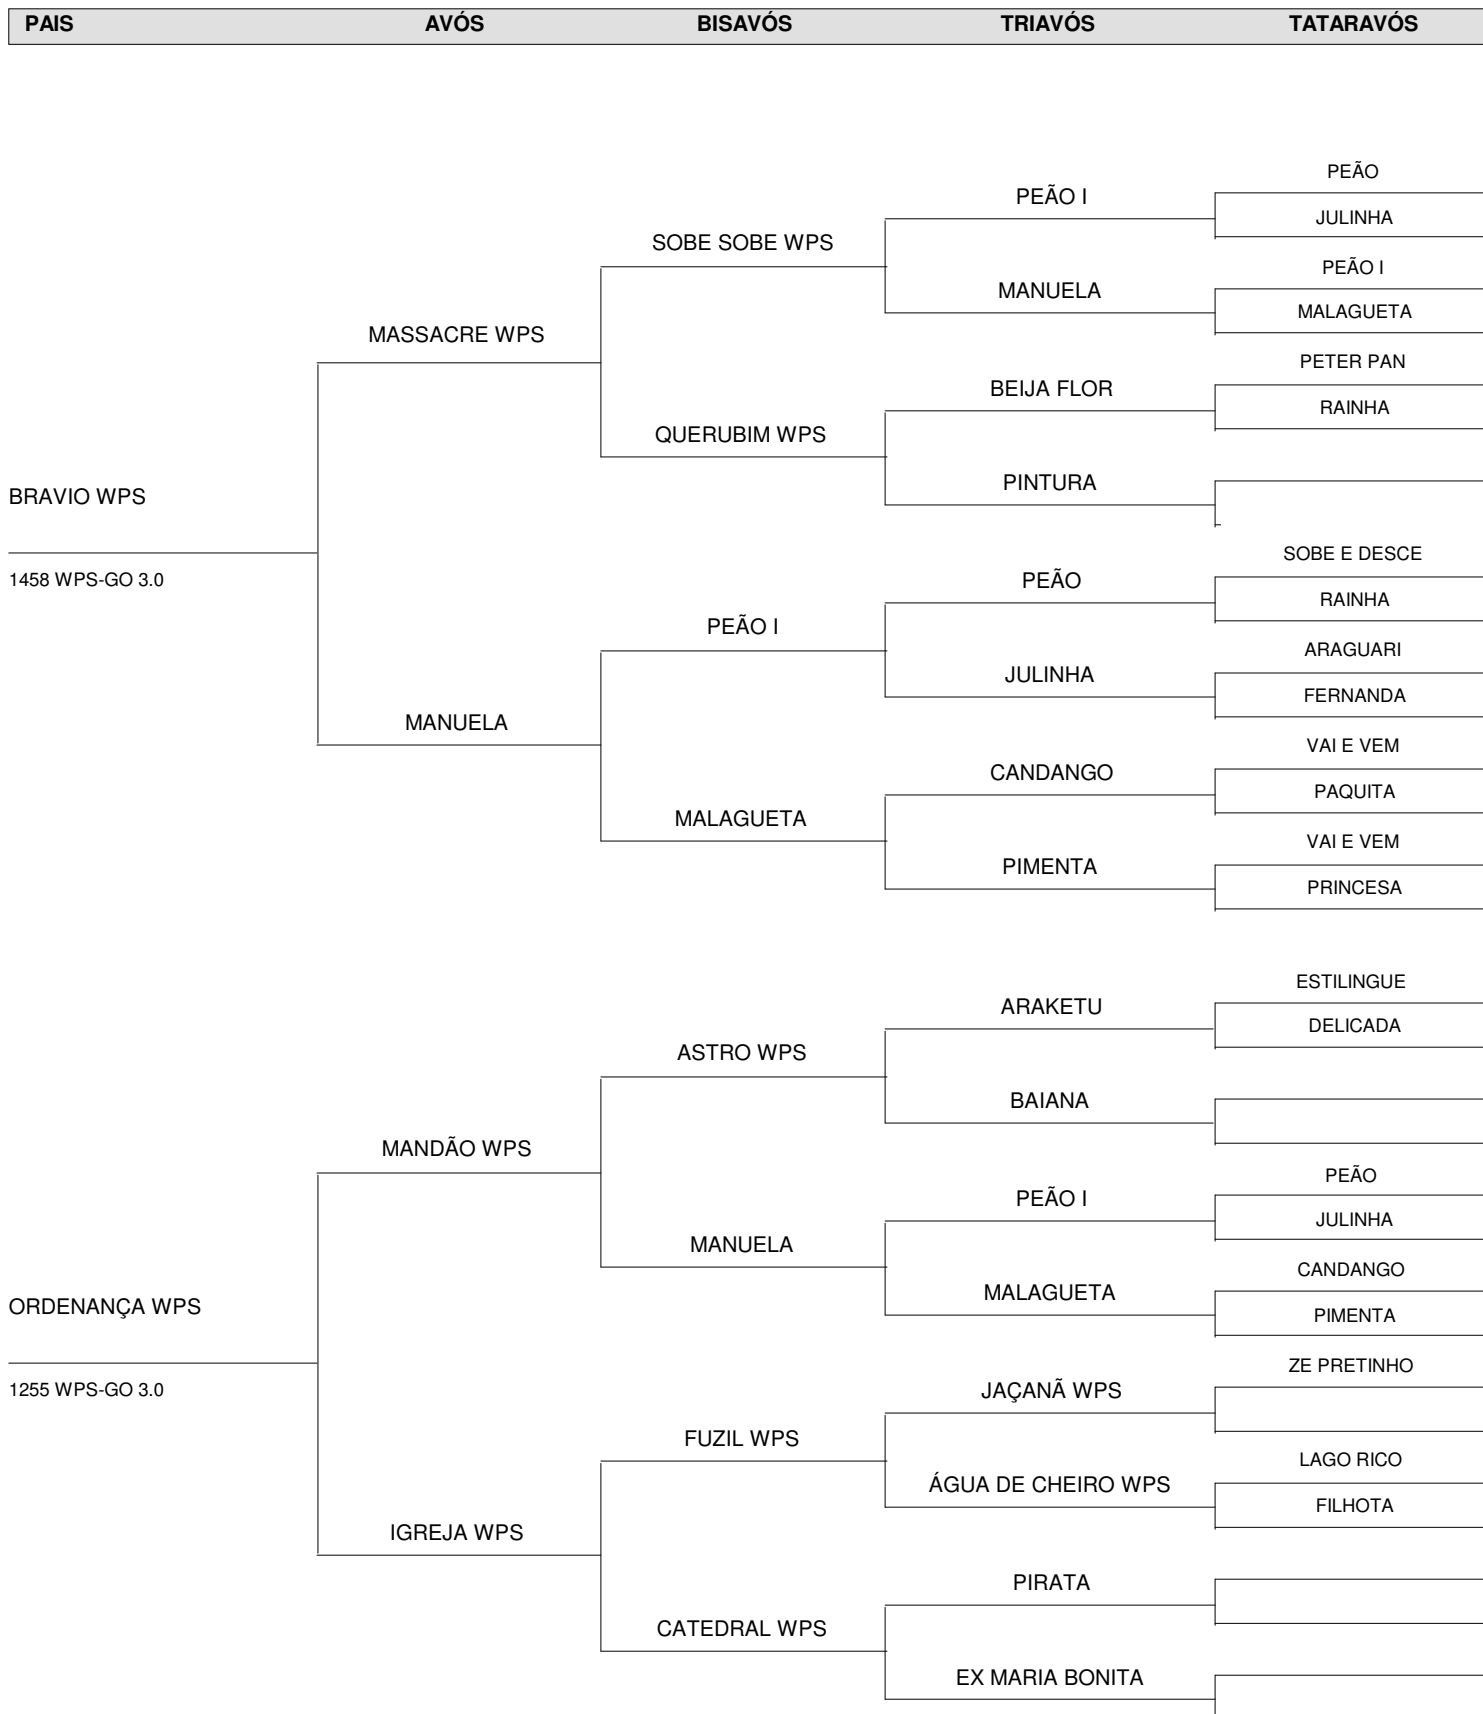 PAIS AVÓS BISAVÓS TRIAVÓS TATARAVÓS
PEÃO
PEÃO I
JULINHA
SOBE SOBE WPS
PEÃO I
MANUELA
MALAGUETA
MASSACRE WPS
PETER PAN
BEIJA FLOR
RAINHA
QUERUBIM WPS
PINTURA
BRAVIO WPS
SOBE E DESCE
1458 WPS-GO 3.0
PEÃO
RAINHA
PEÃO I
ARAGUARI
JULINHA
FERNANDA
MANUELA
VAI E VEM
CANDANGO
PAQUITA
MALAGUETA
VAI E VEM
PIMENTA
PRINCESA
ESTILINGUE
ARAKETU
DELICADA
ASTRO WPS
BAIANA
MANDÃO WPS
PEÃO
PEÃO I
JULINHA
MANUELA
CANDANGO
MALAGUETA
ORDENANÇA WPS
PIMENTA
ZE PRETINHO
1255 WPS-GO 3.0
JAÇANÃ WPS
FUZIL WPS
LAGO RICO
ÁGUA DE CHEIRO WPS
FILHOTA
IGREJA WPS
PIRATA
CATEDRAL WPS
EX MARIA BONITA